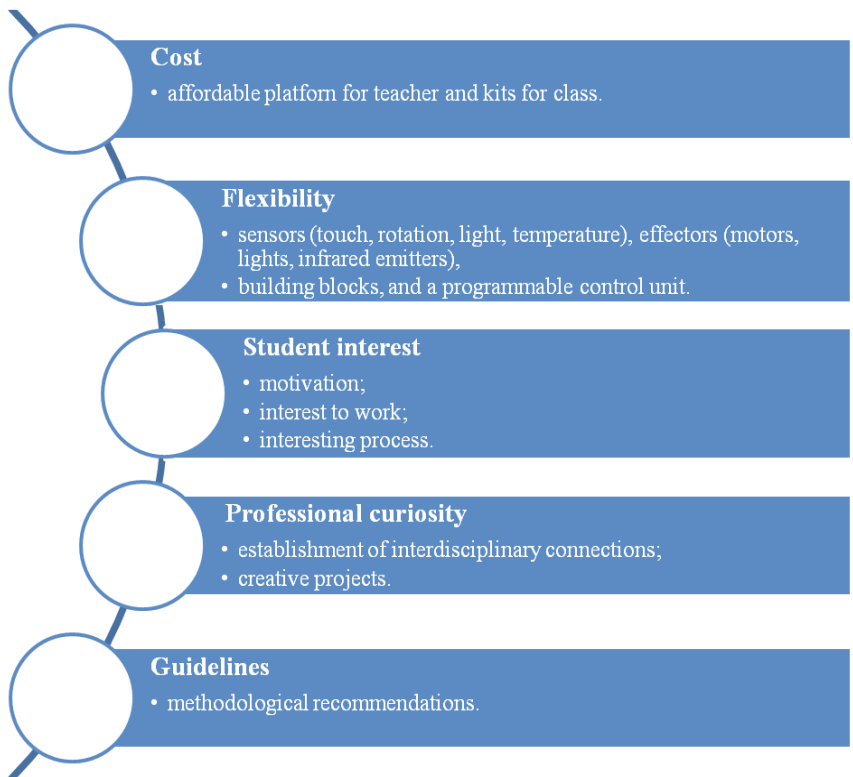 Cost
• affordable platforn for teacher and kits for class.
Flexibility
• sensors (touch, rotation, light, temperature), effectors (motors,
lights, infrared emitters),
• building blocks, and a programmable control unit.
Student interest
• motivation;
• interest to work;
• interesting process.
Professional curiosity
• establishment of interdisciplinary connections;
• creative projects.
Guidelines
• methodological recommendations.